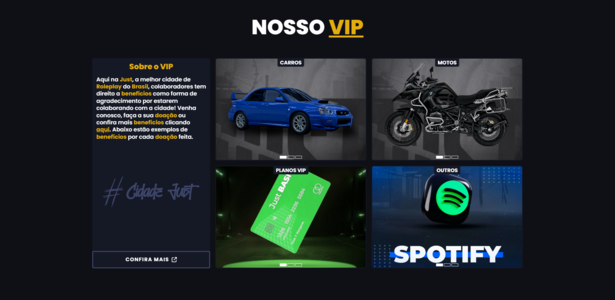 NOSSO VIP
Sobre o VIP
Aqui na Just, a melhor cidade de
Roleplay do Brasil, colaboradores tem
direito a benefícios como forma de
agradecimento por estarem
colaborando com a cidade! Venha
conosco, faça a sua doação ou
confira mais benefícios clicando
aqui. Abaixo estão exemplos de
benefícios por cada doação feita.
# Cidade Just
CONFIRA MAIS
CARROS
MOTOS
PLANOS VIP
Just BASIC
OUTROS
SPOTIFY